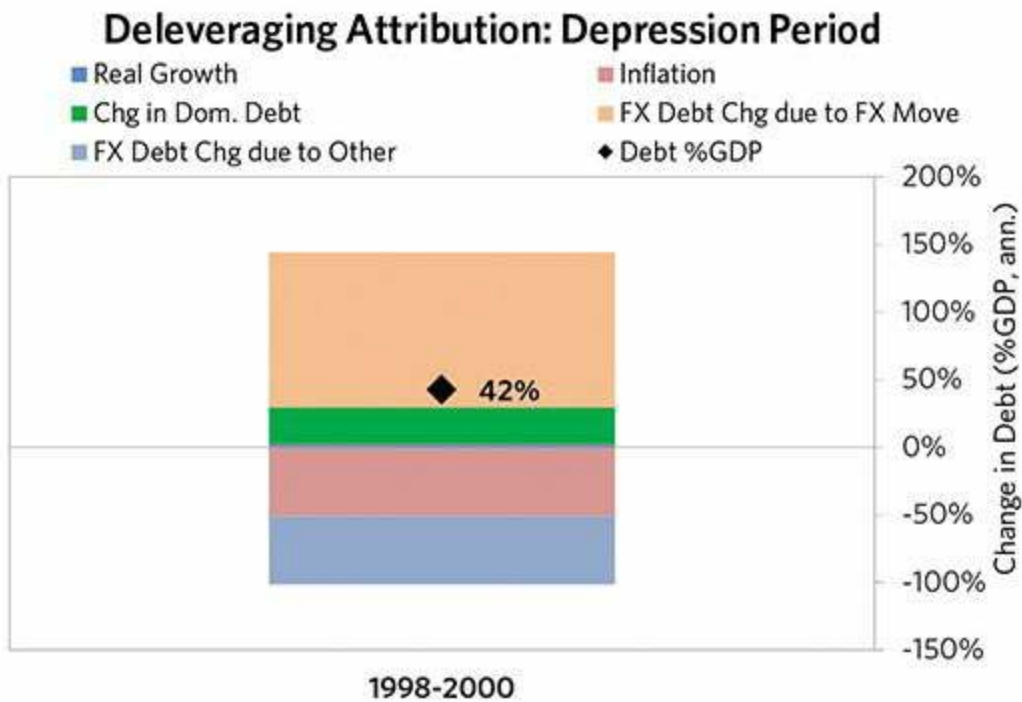 Deleveraging Attribution: Depression Period
Real Growth
Inflation
Chg in Dom. Debt
FX Debt Chg due to FX Move
FX Debt Chg due to Other
Debt %GDP
200%
150%
100%
50%
0%
-50%
-100%
-150%
Change in Debt (%GDP, ann.)
42%
1998-2000